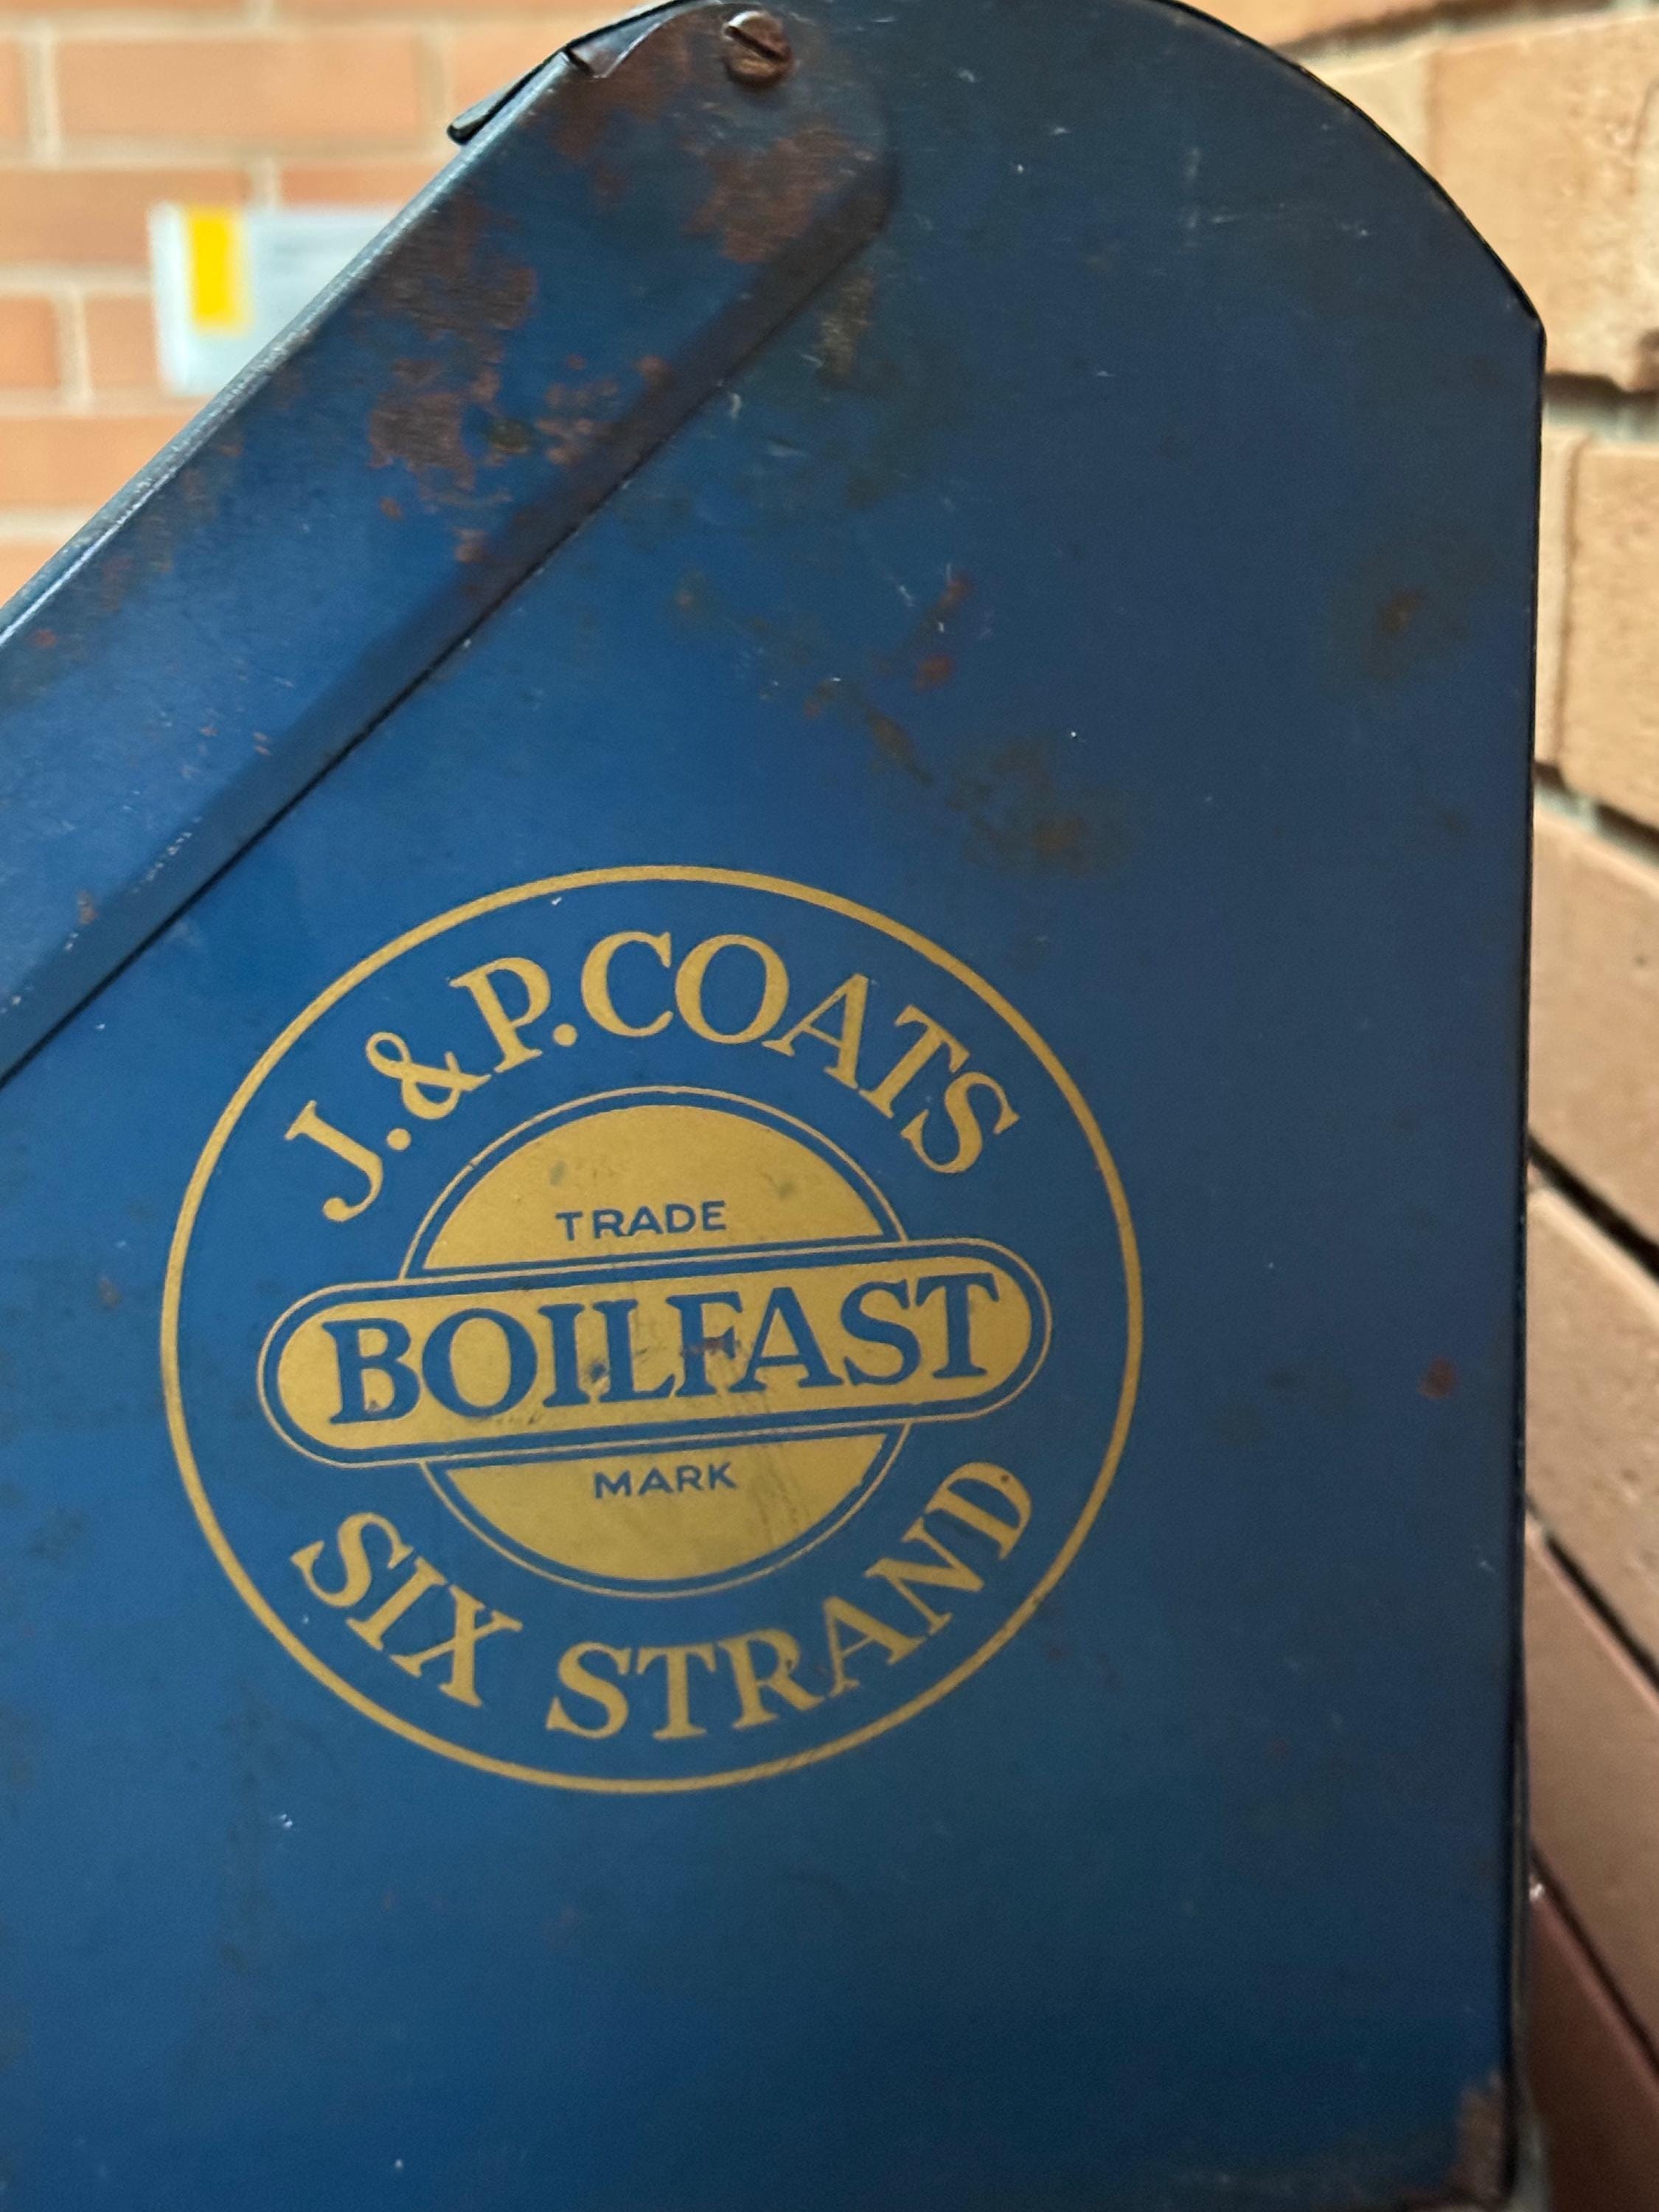 J. & P. COATS
TRADE
BOILFAST
MARK
SIX STRAND